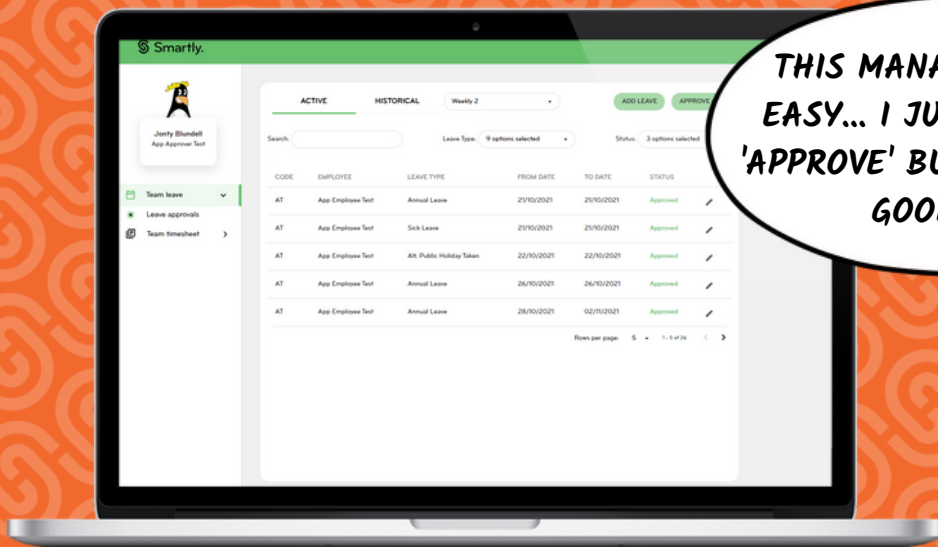 Smartly.
THIS MANA
EASY... I JU
'APPROVE' BU
GOO
ACTIVE HISTORICAL Weekly 2 ADD LEAVE APPROVE
Jonty Blundell
App Approver Test
Search: Leave Type: 9 options selected Status: 3 options selected
CODE EMPLOYEE LEAVE TYPE FROM DATE TO DATE STATUS
Team leave
AT App Employee Test Annual Leave 21/10/2021 21/10/2021 Approved
Leave approvals
AT App Employee Test Sick Leave 21/10/2021 21/10/2021 Approved
Team timesheet
AT App Employee Test Alt. Public Holiday Taken 22/10/2021 22/10/2021 Approved
AT App Employee Test Annual Leave 26/10/2021 26/10/2021 Approved
AT App Employee Test Annual Leave 28/10/2021 02/11/2021 Approved
Rows per page: 5 1-5 of 26